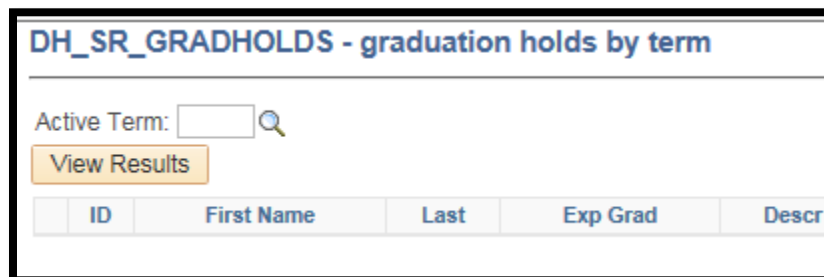 DH_SR_GRADHOLDS - graduation holds by term
Active Term:
View Results
ID First Name Last Exp Grad Descr